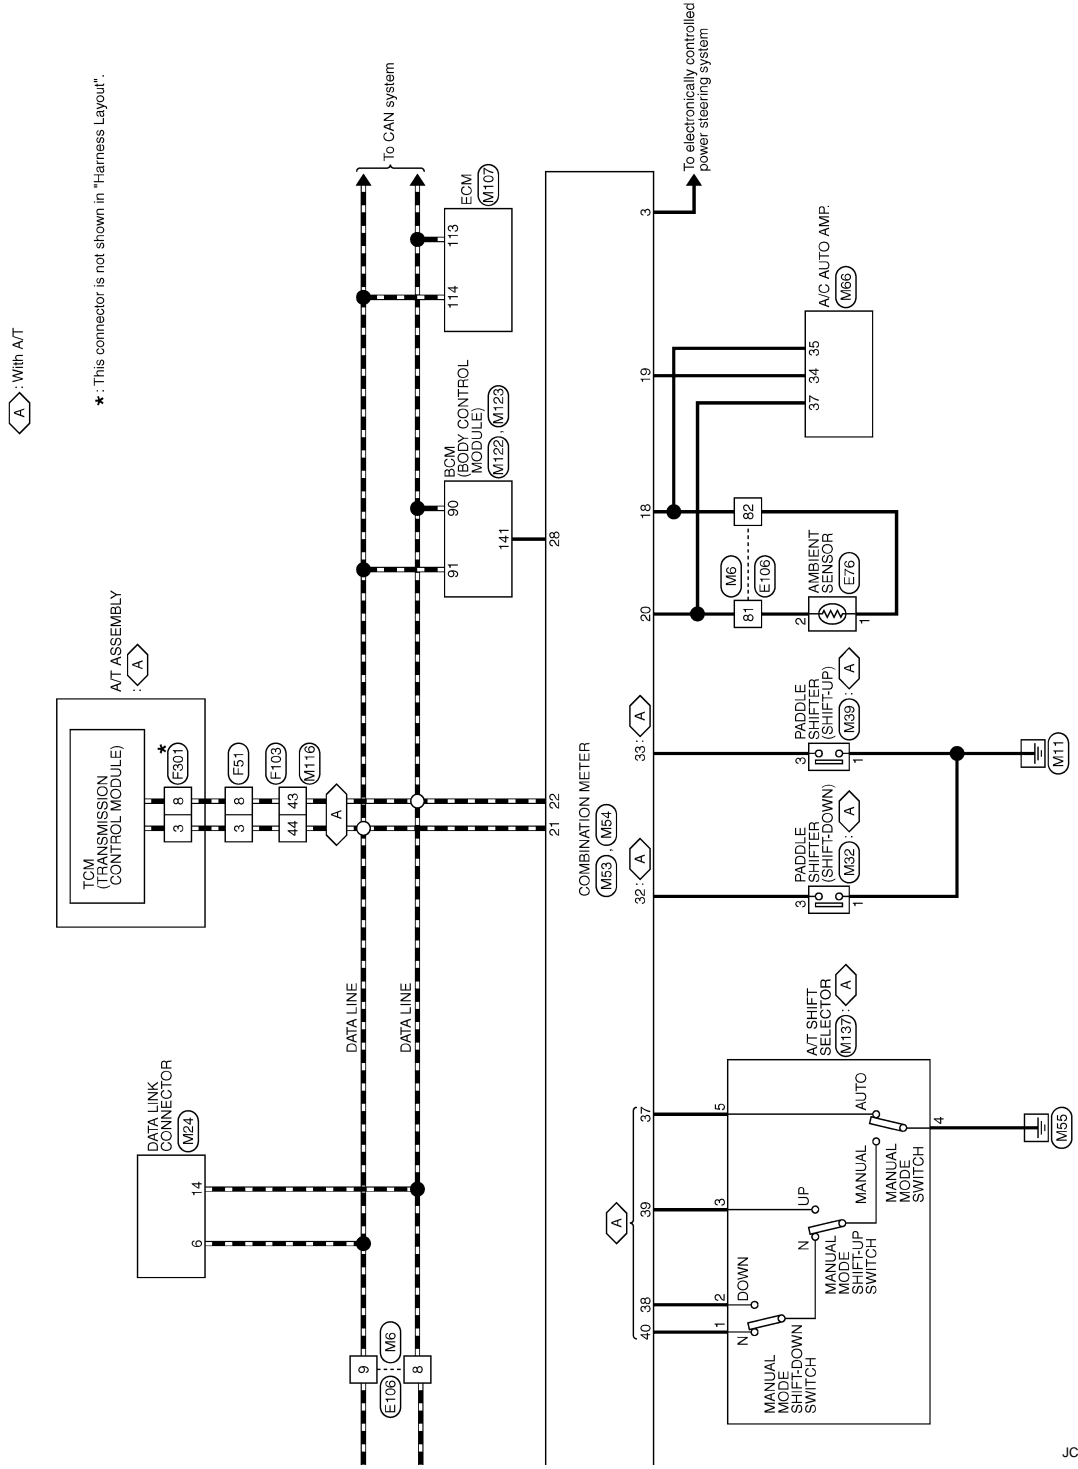 A : With A/T
* : This connector is not shown in "Harness Layout".
A/T ASSEMBLY
: A
TCM
(TRANSMISSION
CONTROL MODULE)
*
3 8 F301
3 8 F51
F103
44 43 M116
A
DATA LINK
CONNECTOR
M24
6 14
DATA LINE
DATA LINE
9 M6
E106 8
To CAN system
ECM
M107
114 113
BCM
(BODY CONTROL
MODULE)
M122 , M123
91 90
141
28
21 22
COMBINATION METER
M53 , M54
40 38 39 37
A
32 : A
33 : A
20 18 19 3
To electronically controlled
power steering system
A/C AUTO AMP.
M66
37 34 35
M6
E106
81 82
AMBIENT
SENSOR
E76
2
1
PADDLE
SHIFTER
(SHIFT-UP)
M39 : A
3
1
PADDLE
SHIFTER
(SHIFT-DOWN)
M32 : A
3
1
M11
A/T SHIFT
SELECTOR
M137 : A
1 2 3 5
N DOWN
MANUAL
MODE
SHIFT-DOWN
SWITCH
N UP
MANUAL
MODE
SHIFT-UP
SWITCH
MANUAL AUTO
MANUAL
MODE
SWITCH
4
M55
JC